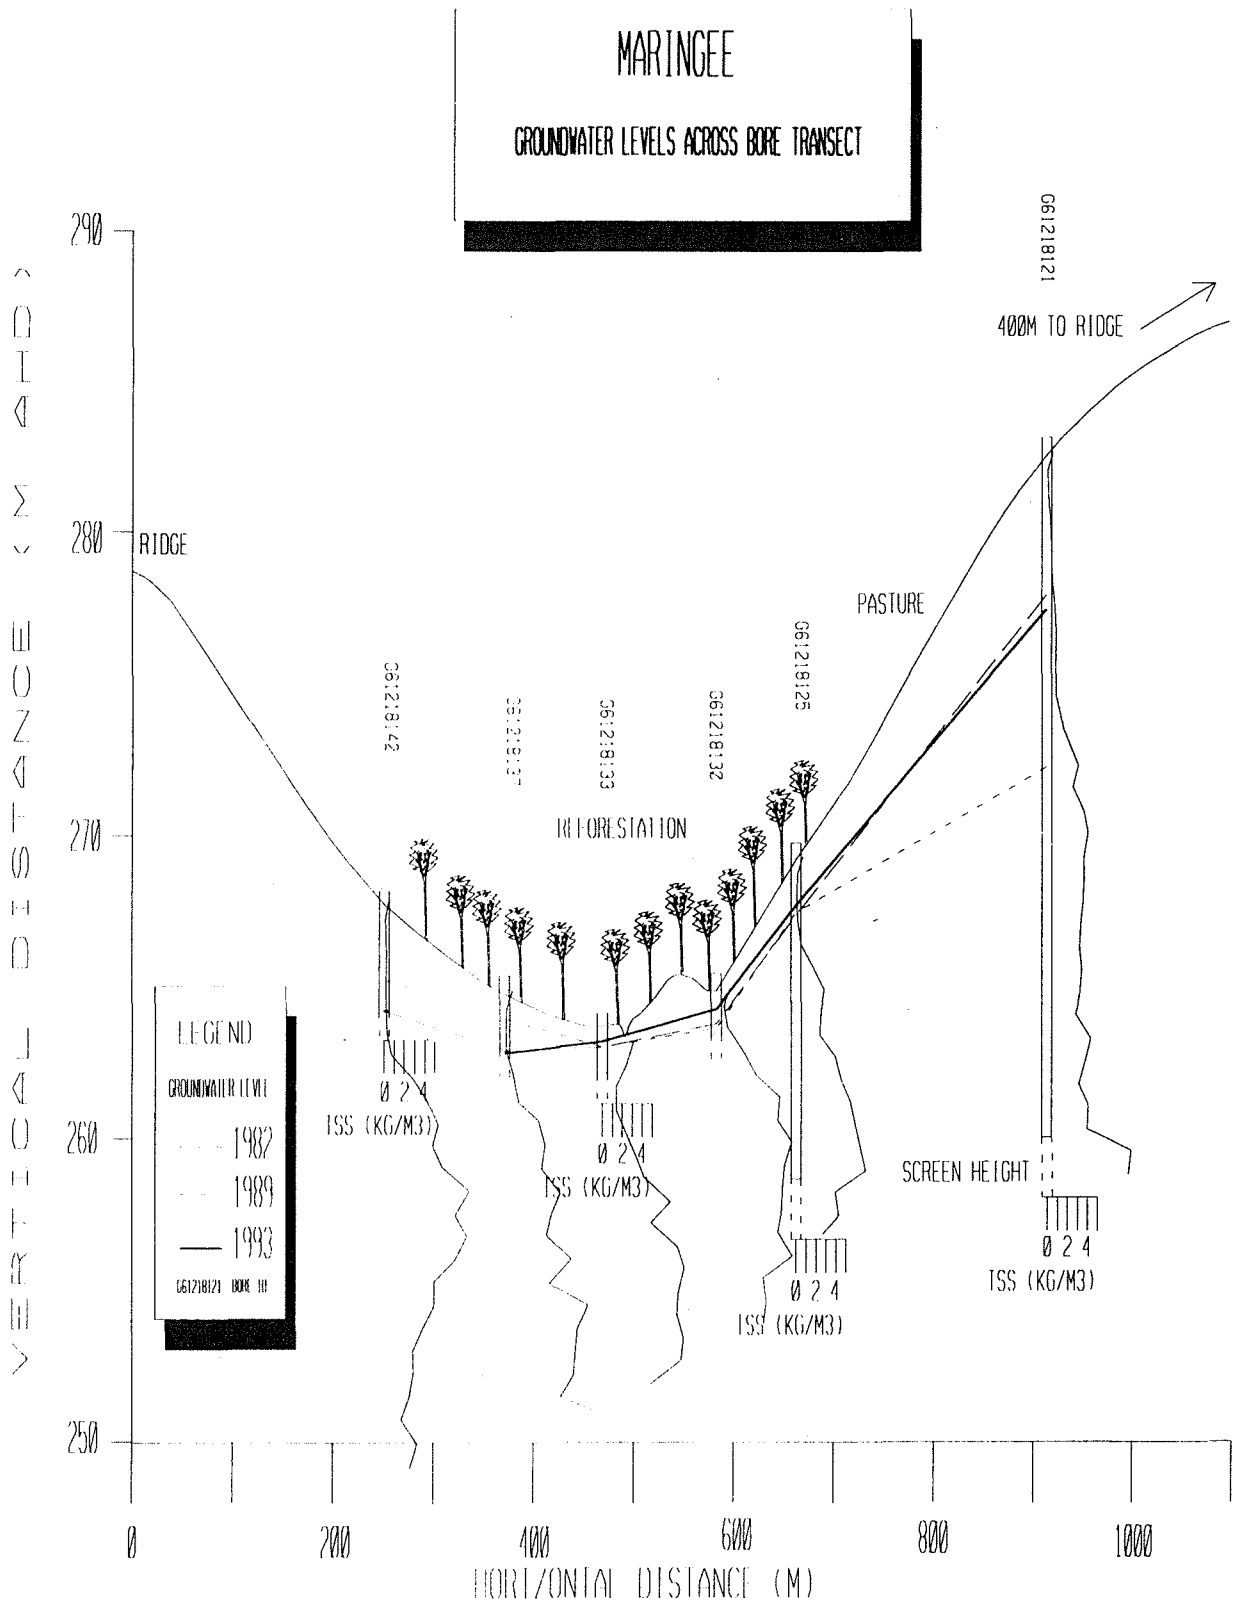 MARINGEE
GROUNDWATER LEVELS ACROSS BORE TRANSECT
VERTICAL DISTANCE (M AHD)
290
280
270
260
250
G61218121
400M TO RIDGE
RIDGE
PASTURE
G61218142
G61218137
G61218133
G61218132
G61218125
REFORESTATION
LEGEND
GROUNDWATER LEVEL
1982
1989
1993
G61218121 BORE ID
0 2 4
TSS (KG/M3)
0 2 4
TSS (KG/M3)
SCREEN HEIGHT
0 2 4
TSS (KG/M3)
0 2 4
TSS (KG/M3)
0
200
400
600
800
1000
HORIZONTAL DISTANCE (M)